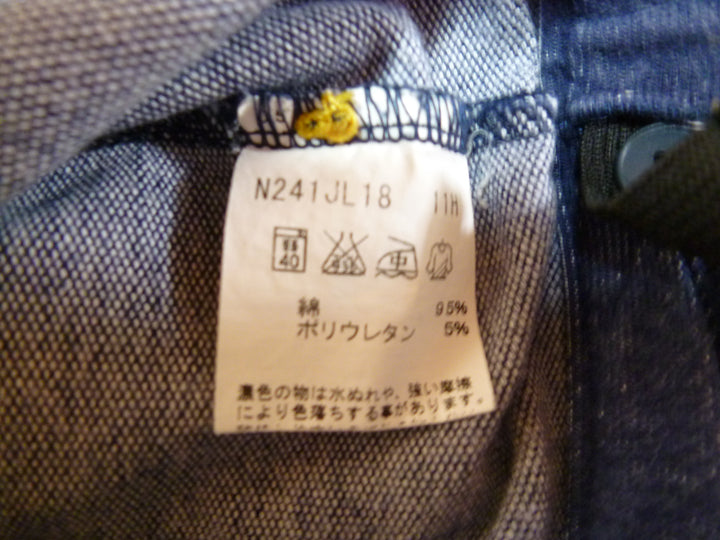 N241JL18 11H
40 中
綿 95%
ポリウレタン 5%
濃色の物は水ぬれや、強い摩擦
により色落ちする事があります。